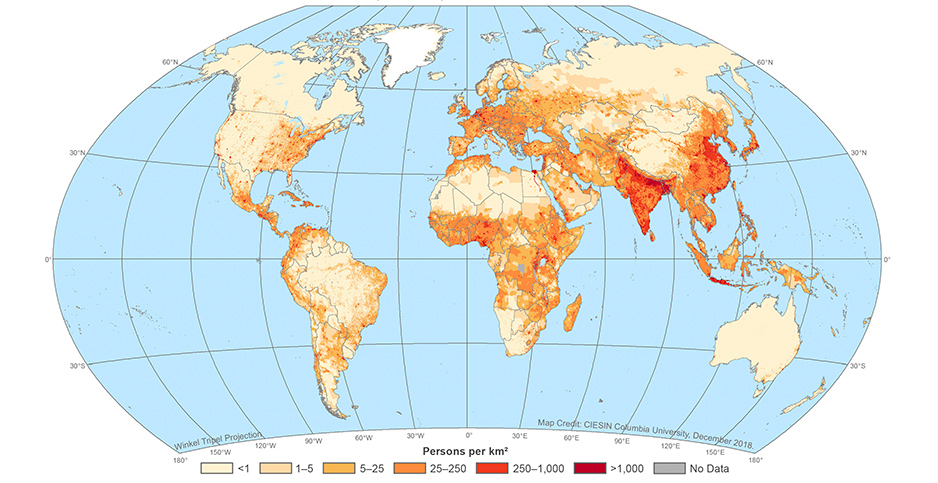 60°N
60°N
30°N
30°N
0°
0°
30°S
30°S
Winkel Tripel Projection
Map Credit: CIESIN Columbia University, December 2018.
180° 150°W 120°W 90°W 60°W 30°W 0° 30°E 60°E 90°E 120°E 150°E 180°
Persons per km²
<1 1–5 5–25 25–250 250–1,000 >1,000 No Data